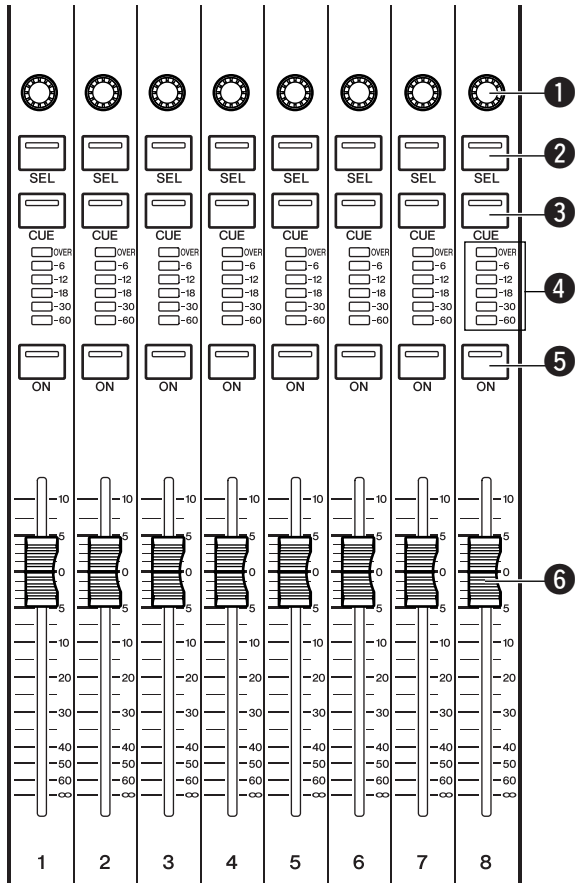 ❶
SEL SEL SEL SEL SEL SEL SEL SEL ❷
CUE CUE CUE CUE CUE CUE CUE CUE ❸
OVER OVER OVER OVER OVER OVER OVER OVER
-6 -6 -6 -6 -6 -6 -6 -6
-12 -12 -12 -12 -12 -12 -12 -12
-18 -18 -18 -18 -18 -18 -18 -18 ❹
-30 -30 -30 -30 -30 -30 -30 -30
-60 -60 -60 -60 -60 -60 -60 -60
ON ON ON ON ON ON ON ON ❺
10 10 10 10 10 10 10 10
5 5 5 5 5 5 5 5
0 0 0 0 0 0 0 0 ❻
5 5 5 5 5 5 5 5
10 10 10 10 10 10 10 10
20 20 20 20 20 20 20 20
30 30 30 30 30 30 30 30
40 40 40 40 40 40 40 40
50 50 50 50 50 50 50 50
60 60 60 60 60 60 60 60
∞ ∞ ∞ ∞ ∞ ∞ ∞ ∞
1 2 3 4 5 6 7 8